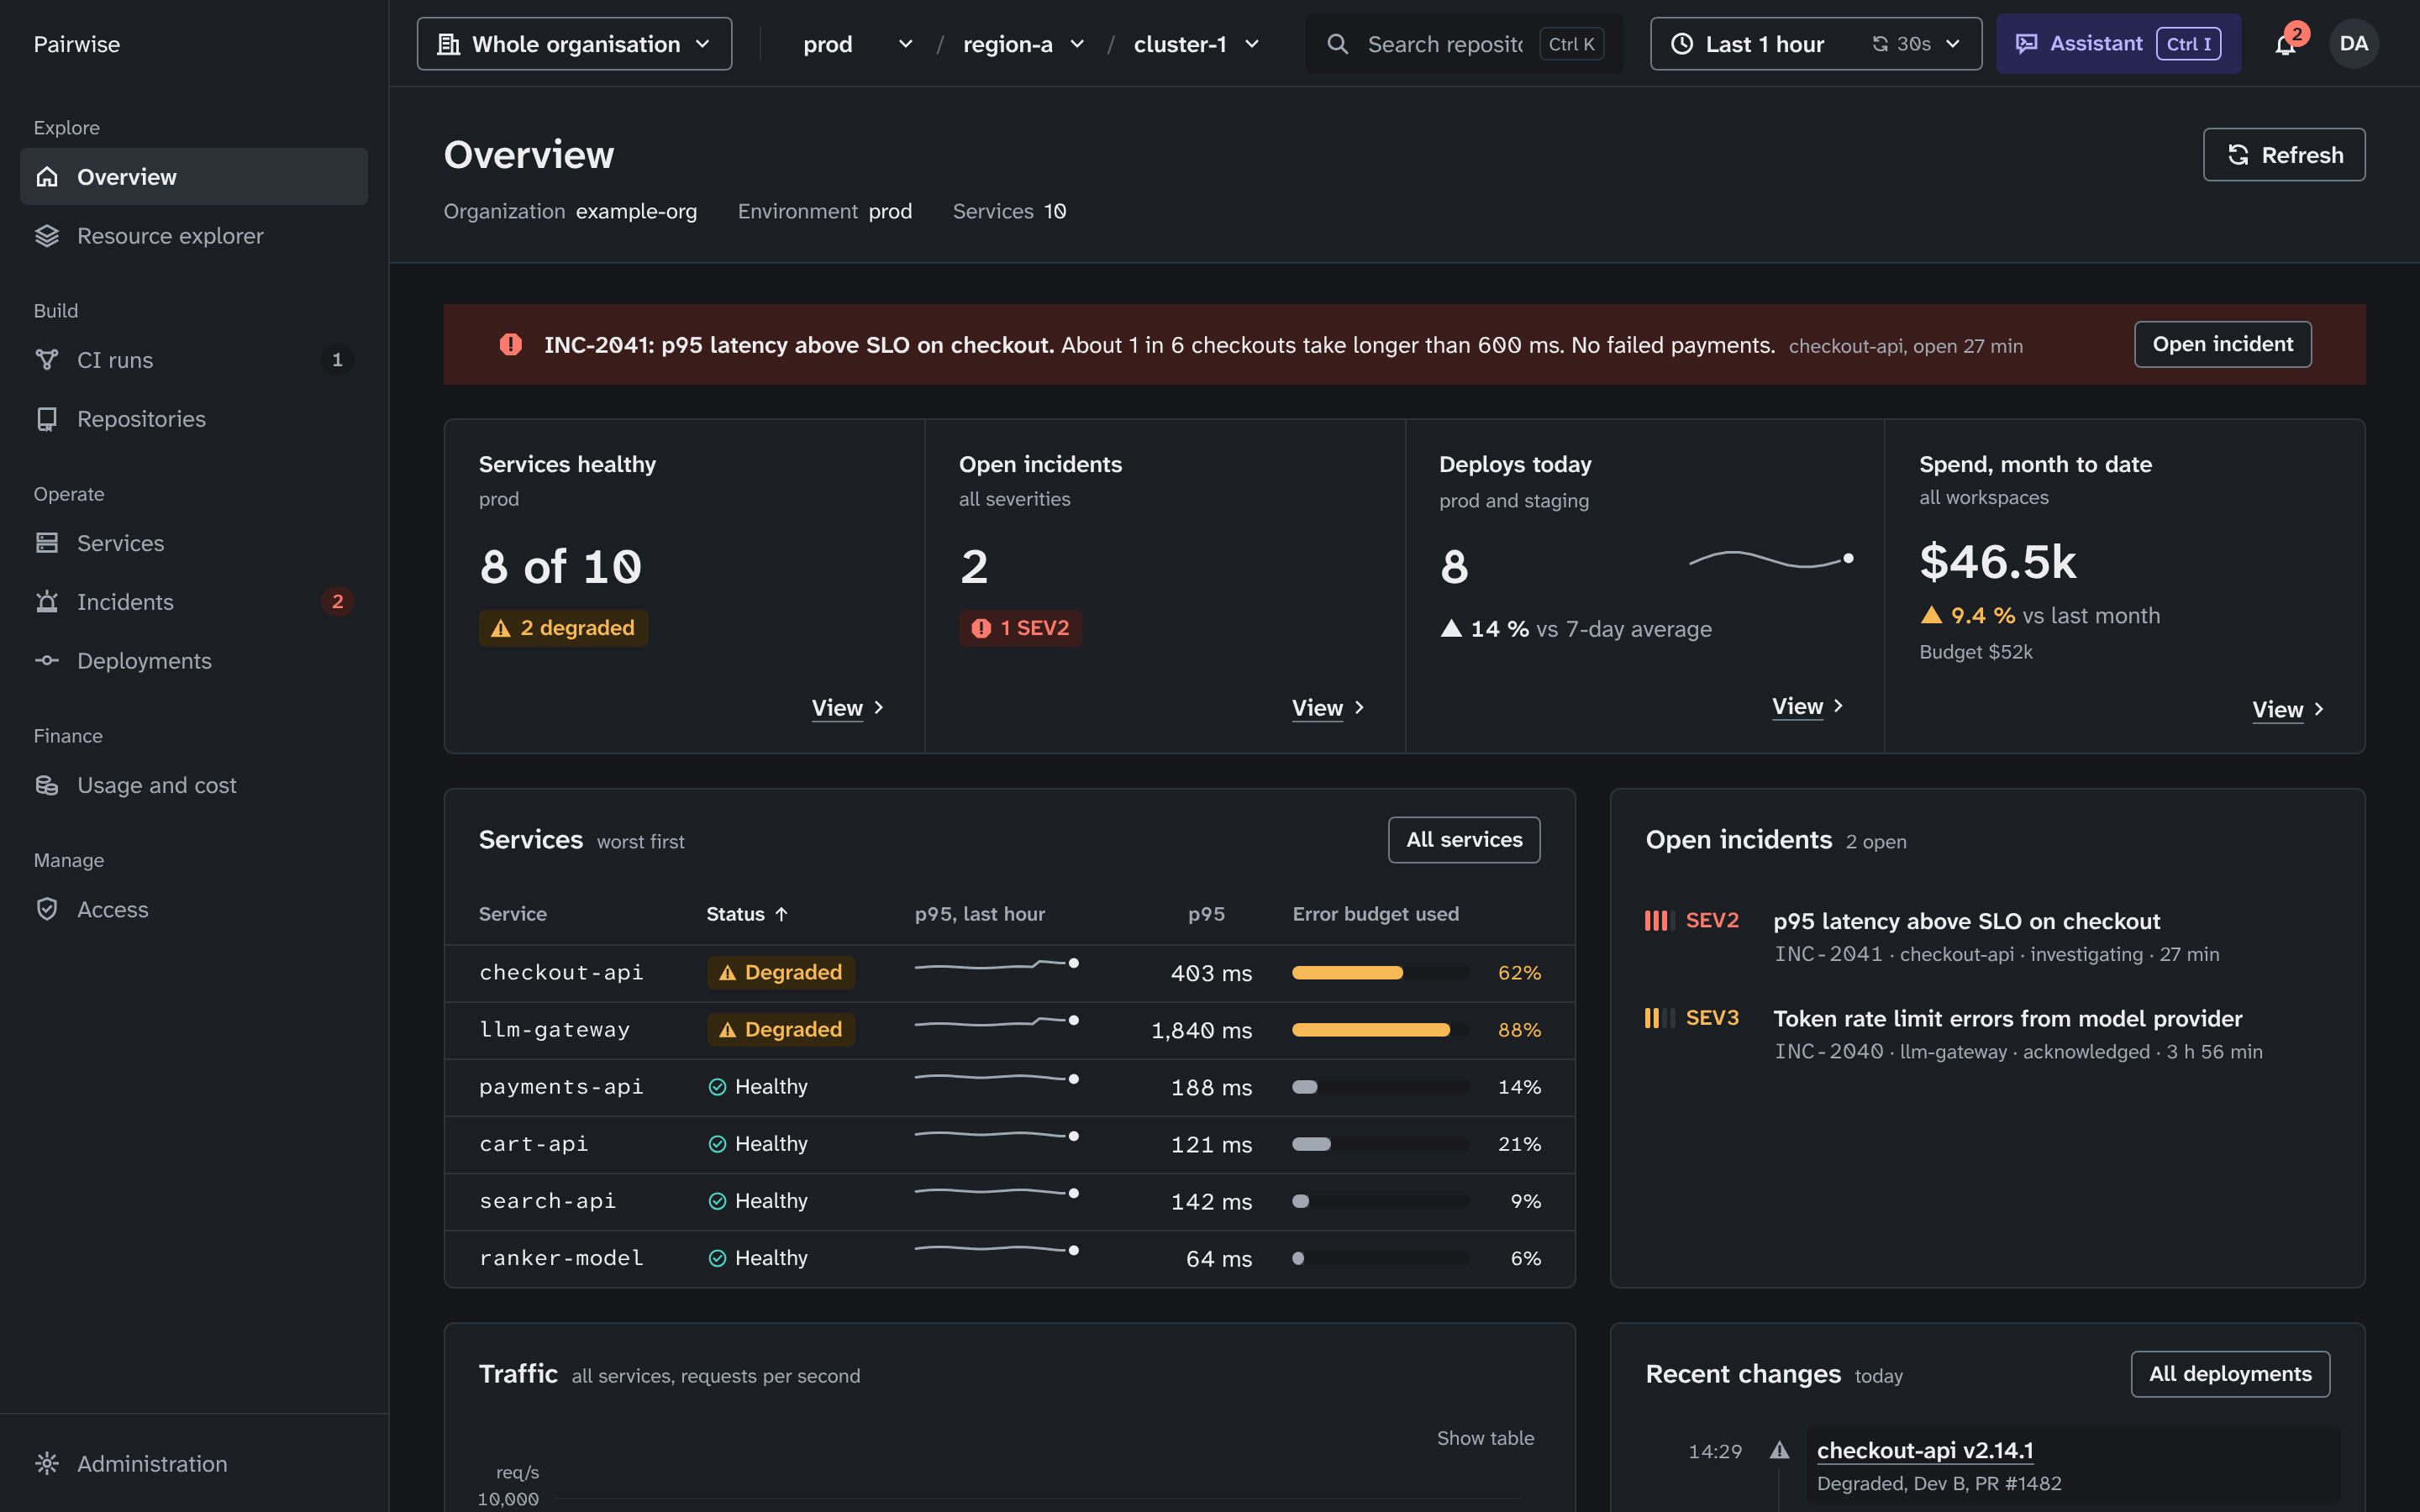 Pairwise
Whole organisation
prod / region-a / cluster-1
Search reposito
Ctrl K
Last 1 hour
30s
Assistant
Ctrl I
2
DA
Explore
Overview
Resource explorer
Build
CI runs
1
Repositories
Operate
Services
Incidents
2
Deployments
Finance
Usage and cost
Manage
Access
Administration
Overview
Refresh
Organization example-org Environment prod Services 10
INC-2041: p95 latency above SLO on checkout. About 1 in 6 checkouts take longer than 600 ms. No failed payments. checkout-api, open 27 min
Open incident
Services healthy
prod
8 of 10
2 degraded
View
Open incidents
all severities
2
1 SEV2
View
Deploys today
prod and staging
8
14 % vs 7-day average
View
Spend, month to date
all workspaces
$46.5k
9.4 % vs last month
Budget $52k
View
Services worst first
All services
Service Status p95, last hour p95 Error budget used
checkout-api Degraded 403 ms 62%
llm-gateway Degraded 1,840 ms 88%
payments-api Healthy 188 ms 14%
cart-api Healthy 121 ms 21%
search-api Healthy 142 ms 9%
ranker-model Healthy 64 ms 6%
Open incidents 2 open
SEV2 p95 latency above SLO on checkout
INC-2041 · checkout-api · investigating · 27 min
SEV3 Token rate limit errors from model provider
INC-2040 · llm-gateway · acknowledged · 3 h 56 min
Traffic all services, requests per second
Show table
req/s
10,000
Recent changes today
All deployments
14:29 checkout-api v2.14.1
Degraded, Dev B, PR #1482